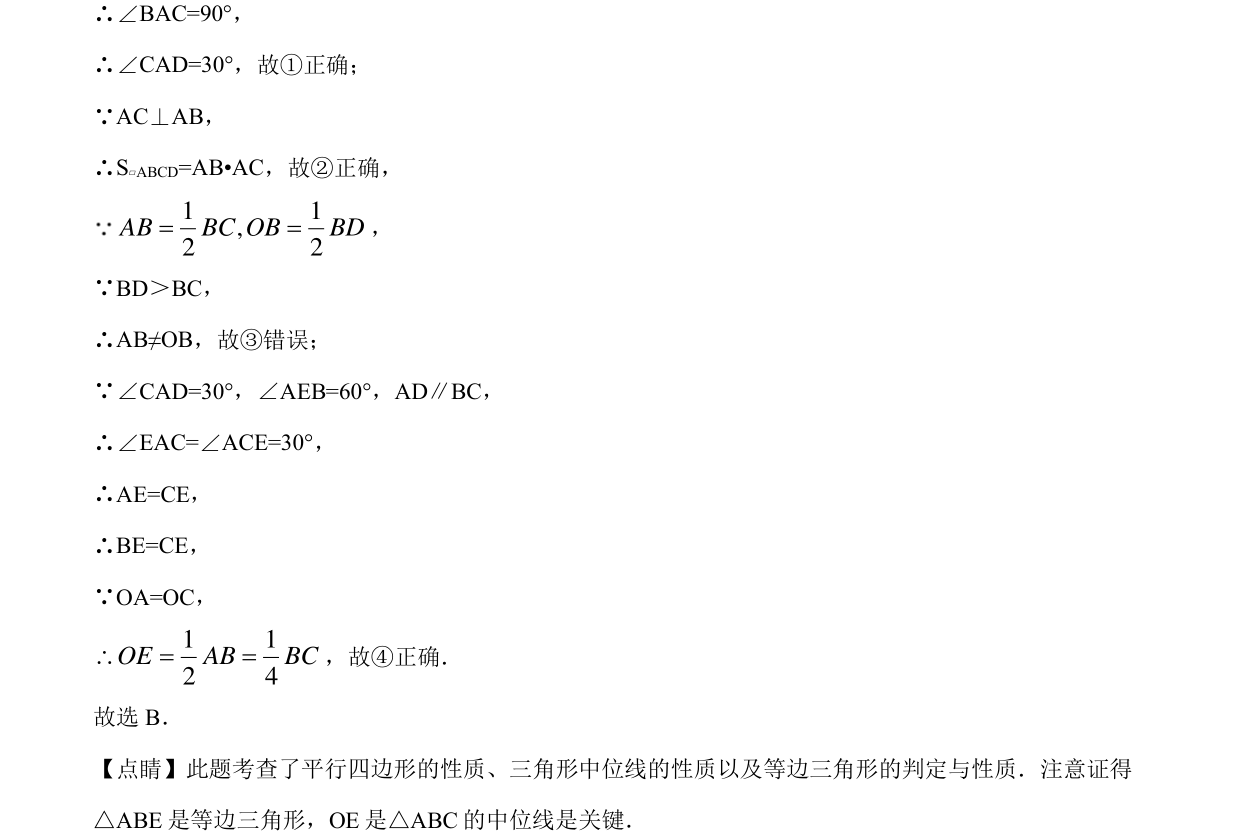 ∴∠BAC=90°，
∴∠CAD=30°，故①正确；
∵AC⊥AB，
∴S▱ABCD=AB•AC，故②正确，
∵ AB = 1/2 BC, OB = 1/2 BD，
∵BD＞BC，
∴AB≠OB，故③错误；
∵∠CAD=30°，∠AEB=60°，AD∥BC，
∴∠EAC=∠ACE=30°，
∴AE=CE，
∴BE=CE，
∵OA=OC，
∴OE = 1/2 AB = 1/4 BC，故④正确．
故选 B．
【点睛】此题考查了平行四边形的性质、三角形中位线的性质以及等边三角形的判定与性质．注意证得
△ABE 是等边三角形，OE 是△ABC 的中位线是关键．